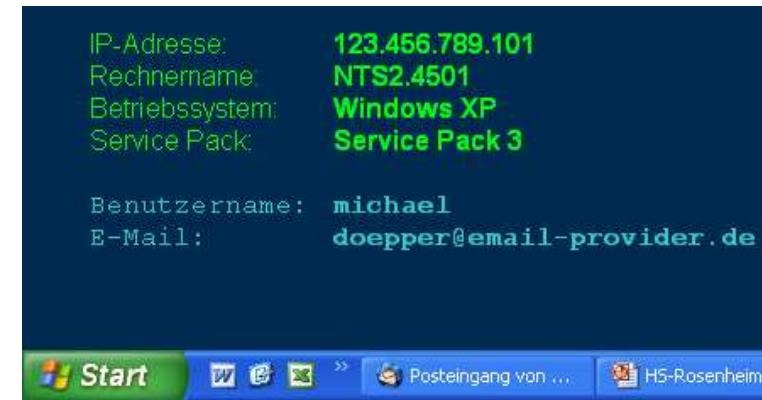 IP-Adresse: 123.456.789.101
Rechnername: NTS2.4501
Betriebssystem: Windows XP
Service Pack: Service Pack 3
Benutzername: michael
E-Mail: doepper@email-provider.de
Start W X » Posteingang von ... HS-Rosenheim